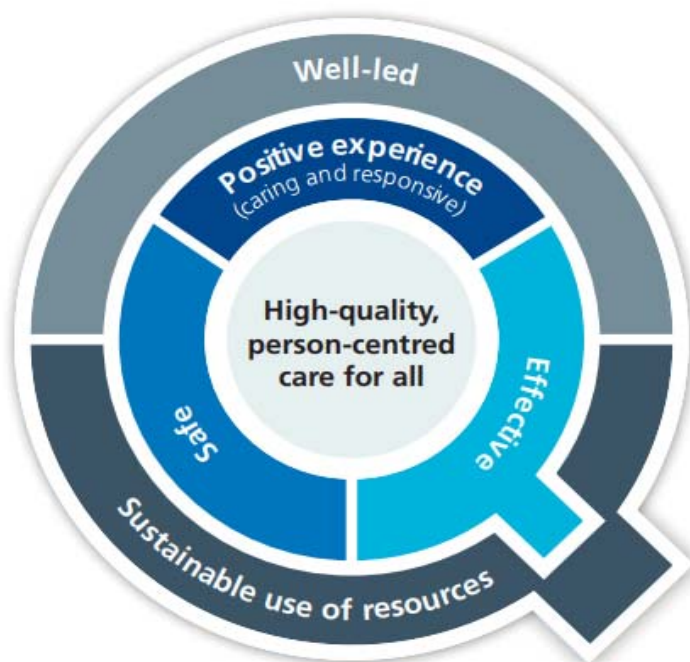 Well-led
Positive experience
(caring and responsive)
High-quality,
person-centred
care for all
Safe
Effective
Sustainable use of resources